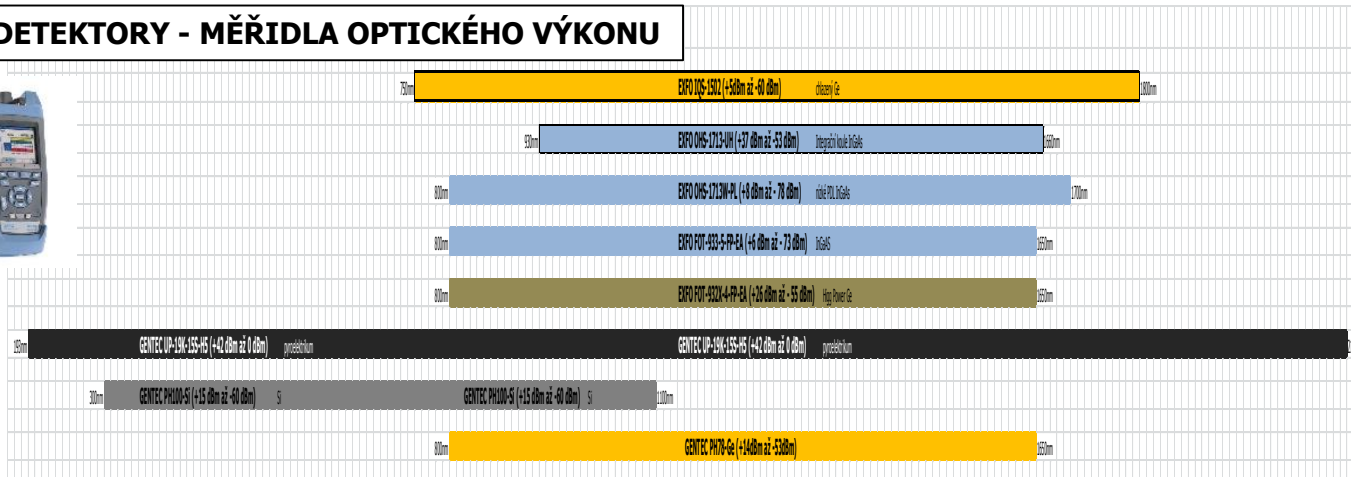 DETEKTORY - MĚŘIDLA OPTICKÉHO VÝKONU
750nm EXFO IQS-1502 (+5dBm až -60 dBm) chlazený Ge 1800nm
930nm EXFO OHS-1713-UH (+37 dBm až -53 dBm) Integrační koule InGaAs 1660nm
800nm EXFO OHS-1713W-PL (+8 dBm až - 78 dBm) nízké PDL InGaAs 1700nm
800nm EXFO FOT-933-S-FP-EA (+6 dBm až - 73 dBm) InGaAS 1650nm
800nm EXFO FOT-932X-4-FP-EA (+26 dBm až - 55 dBm) Higg Power Ge 1650nm
193nm GENTEC UP-19K-15S-H5 (+42 dBm až 0 dBm) pyroelektrikum GENTEC UP-19K-15S-H5 (+42 dBm až 0 dBm) pyroelektrikum
300nm GENTEC PH100-Si (+15 dBm až -60 dBm) Si GENTEC PH100-Si (+15 dBm až -60 dBm) Si 1100nm
800nm GENTEC PH78-Ge (+14dBm až -53dBm) 1650nm